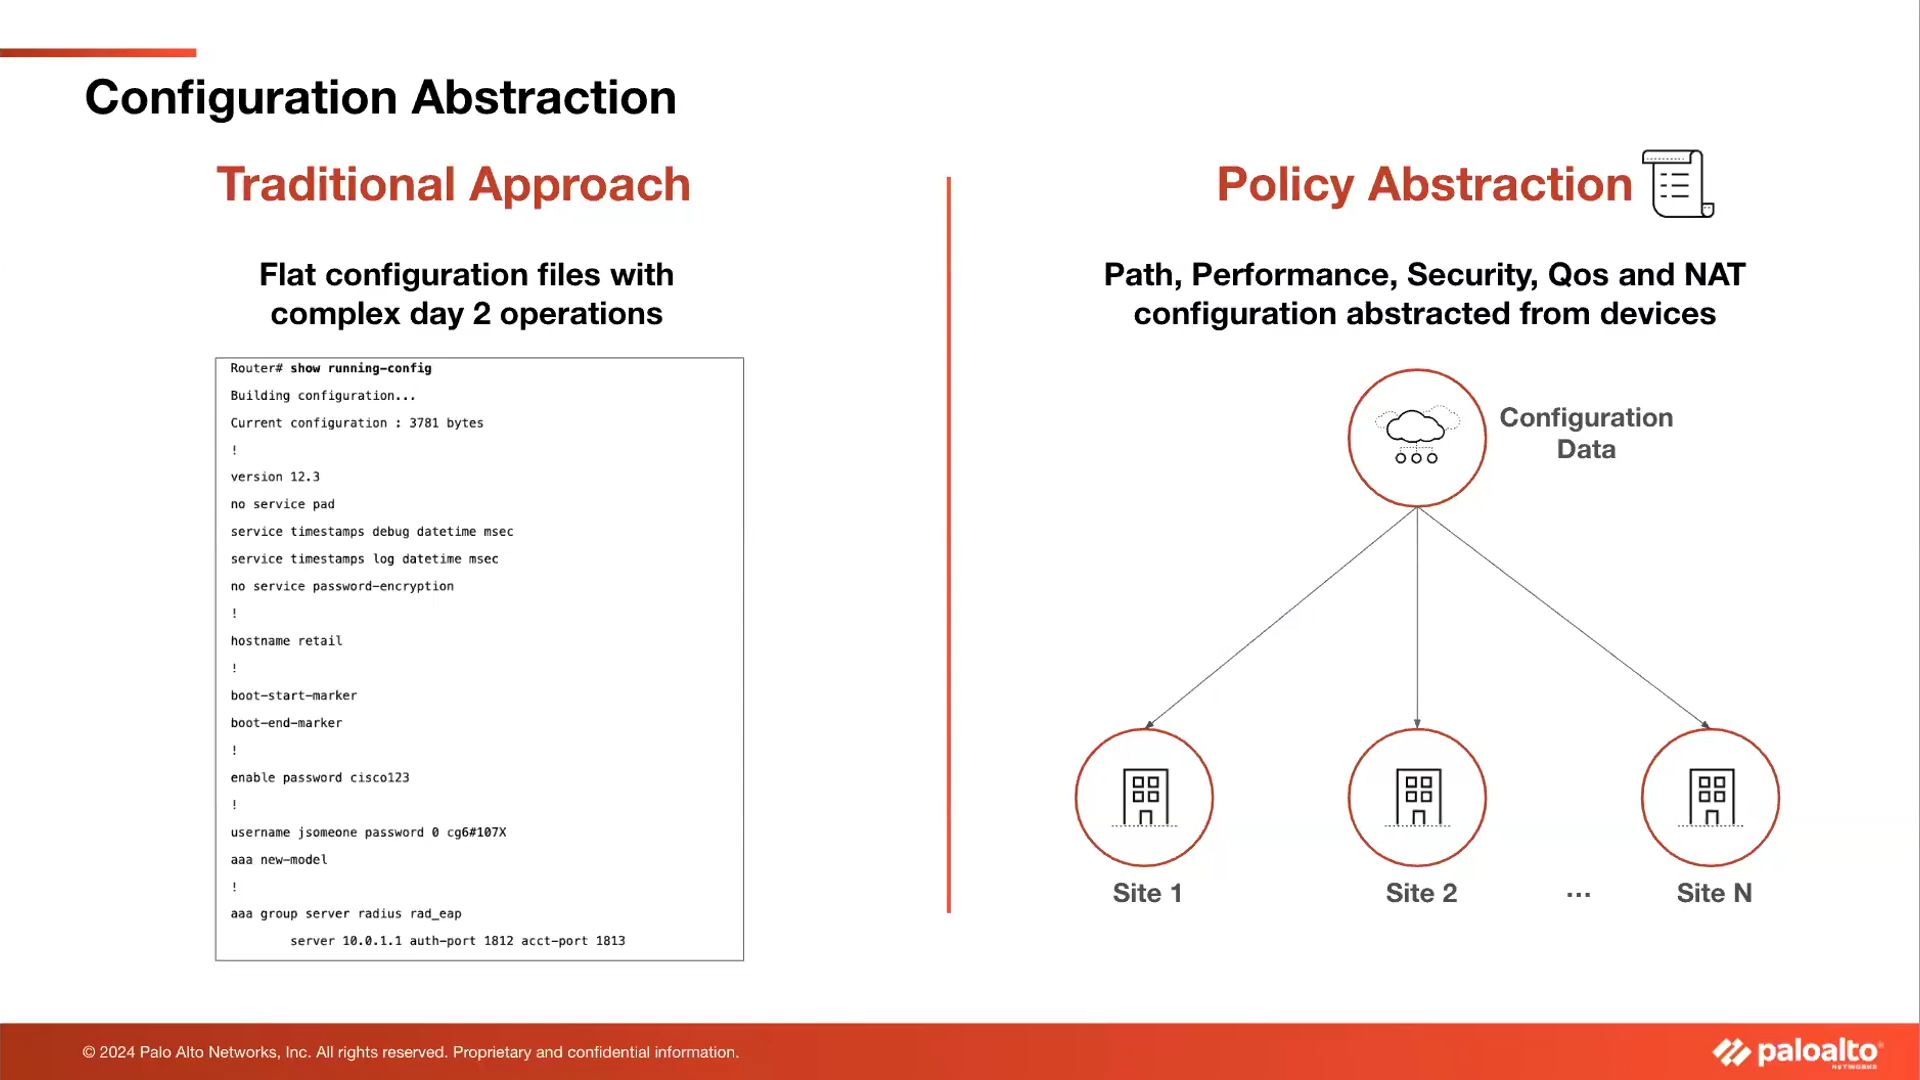 Configuration Abstraction
Traditional Approach
Flat configuration files with
complex day 2 operations
Router# show running-config
Building configuration...
Current configuration : 3781 bytes
!
version 12.3
no service pad
service timestamps debug datetime msec
service timestamps log datetime msec
no service password-encryption
!
hostname retail
!
boot-start-marker
boot-end-marker
!
enable password cisco123
!
username jsomeone password 0 cg6#107X
aaa new-model
!
aaa group server radius rad_eap
server 10.0.1.1 auth-port 1812 acct-port 1813
Policy Abstraction
Path, Performance, Security, Qos and NAT
configuration abstracted from devices
Configuration
Data
Site 1
Site 2
...
Site N
© 2024 Palo Alto Networks, Inc. All rights reserved. Proprietary and confidential information.
paloalto®
NETWORKS